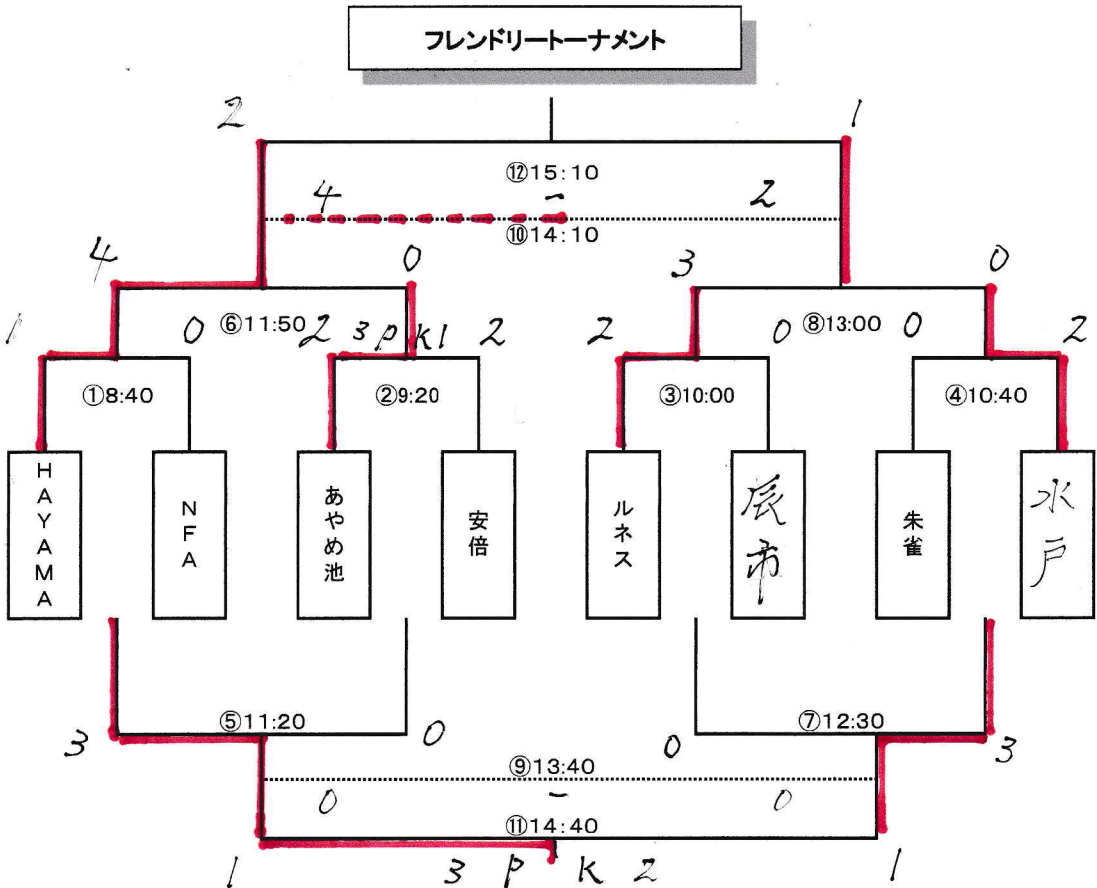 フレンドリートーナメント
2 1
⑫15:10
4 - 2
⑩14:10
4 0 3 0
⑥11:50 ⑧13:00
1 0 2 3 P K 1 2 2 0 0 2
①8:40 ②9:20 ③10:00 ④10:40
HAYAMA
NFA
あやめ池
安倍
ルネス
辰市
朱雀
水戸
⑤11:20 ⑦12:30
3 0 0 3
⑨13:40
0 - 0
⑪14:40
1 3 P K 2 1